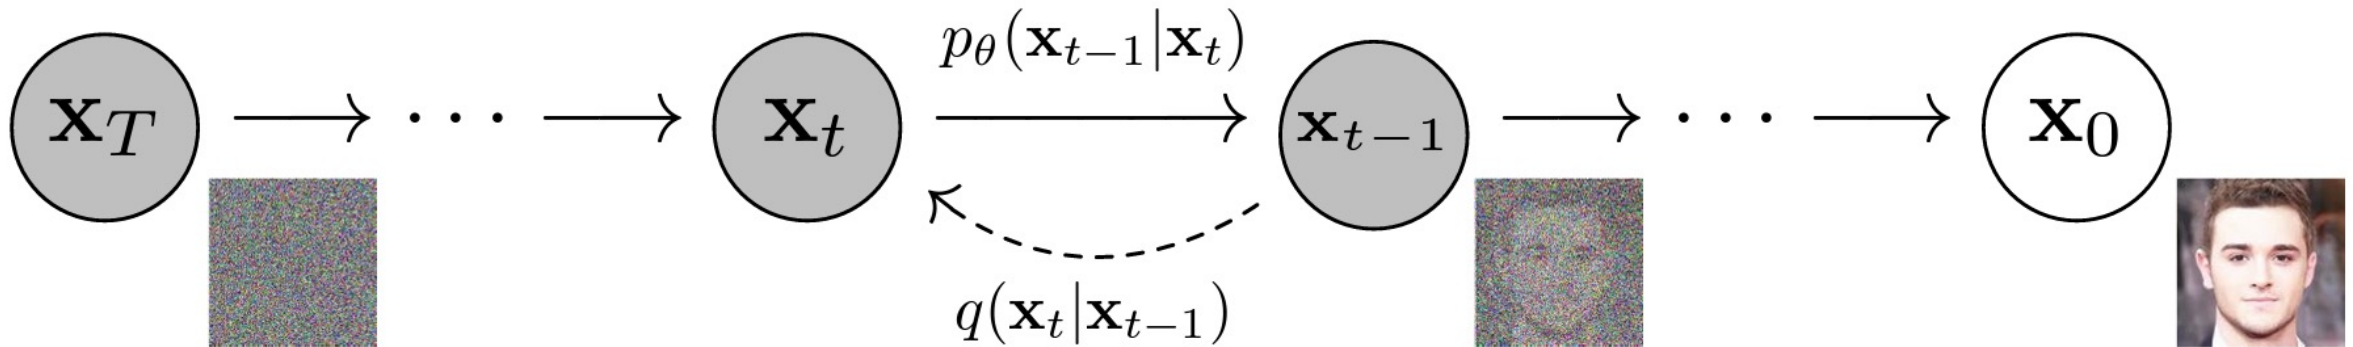 p_θ(x_{t−1}|x_t)
x_T ⟶ · · · ⟶ x_t ⟶ x_{t−1} ⟶ · · · ⟶ x_0
q(x_t|x_{t−1})